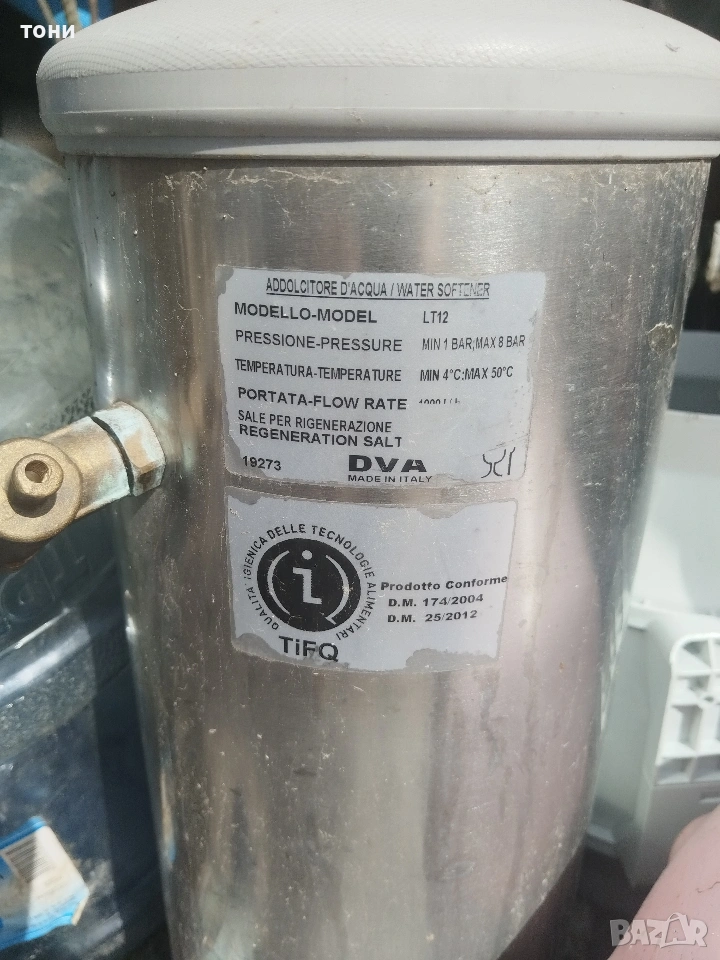 тони
ADDOLCITORE D'ACQUA / WATER SOFTENER
MODELLO-MODEL LT12
PRESSIONE-PRESSURE MIN 1 BAR;MAX 8 BAR
TEMPERATURA-TEMPERATURE MIN 4°C:MAX 50°C
PORTATA-FLOW RATE
SALE PER RIGENERAZIONE
REGENERATION SALT
19273 DVA
MADE IN ITALY
QUALITA' IGIENICA DELLE TECNOLOGIE ALIMENTARI
TiFQ
Prodotto Conforme
D.M. 174/2004
D.M. 25/2012
BAZAR